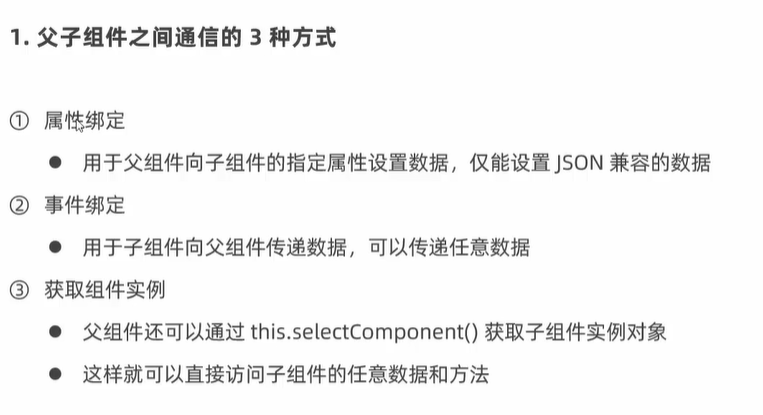 1. 父子组件之间通信的 3 种方式
① 属性绑定
● 用于父组件向子组件的指定属性设置数据，仅能设置 JSON 兼容的数据
② 事件绑定
● 用于子组件向父组件传递数据，可以传递任意数据
③ 获取组件实例
● 父组件还可以通过 this.selectComponent() 获取子组件实例对象
● 这样就可以直接访问子组件的任意数据和方法